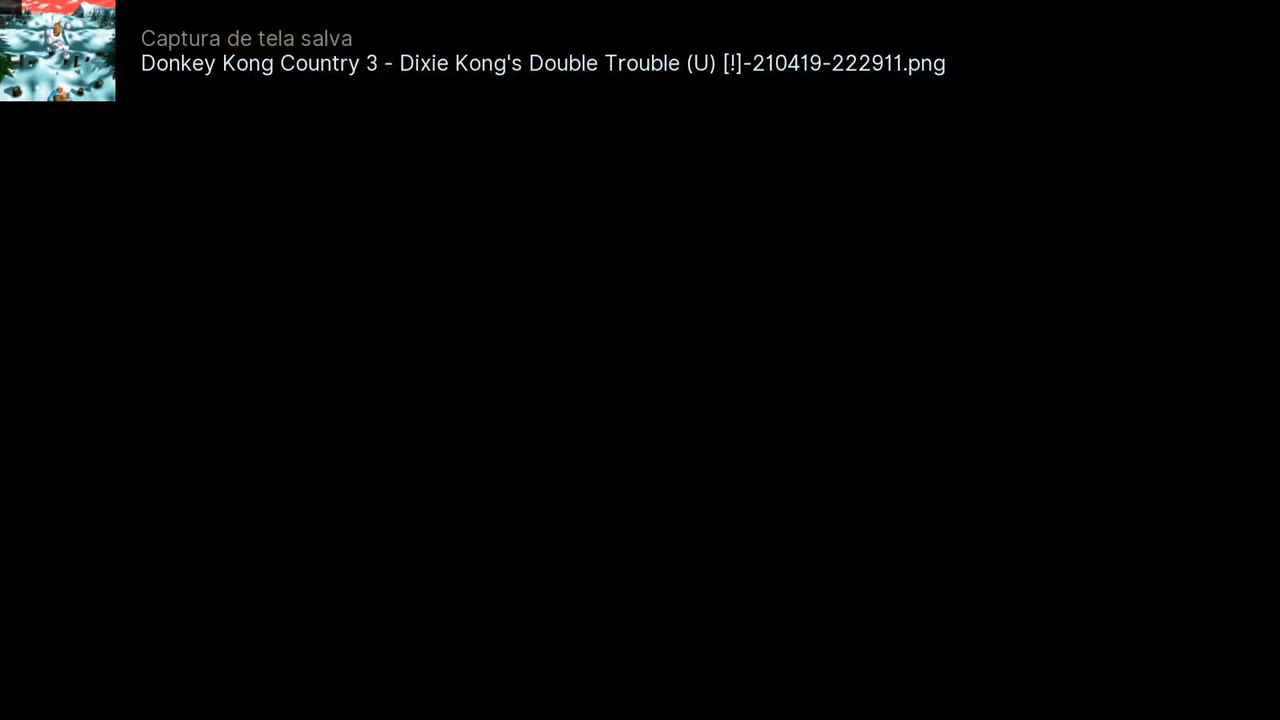 Captura de tela salva
Donkey Kong Country 3 - Dixie Kong's Double Trouble (U) [!]-210419-222911.png